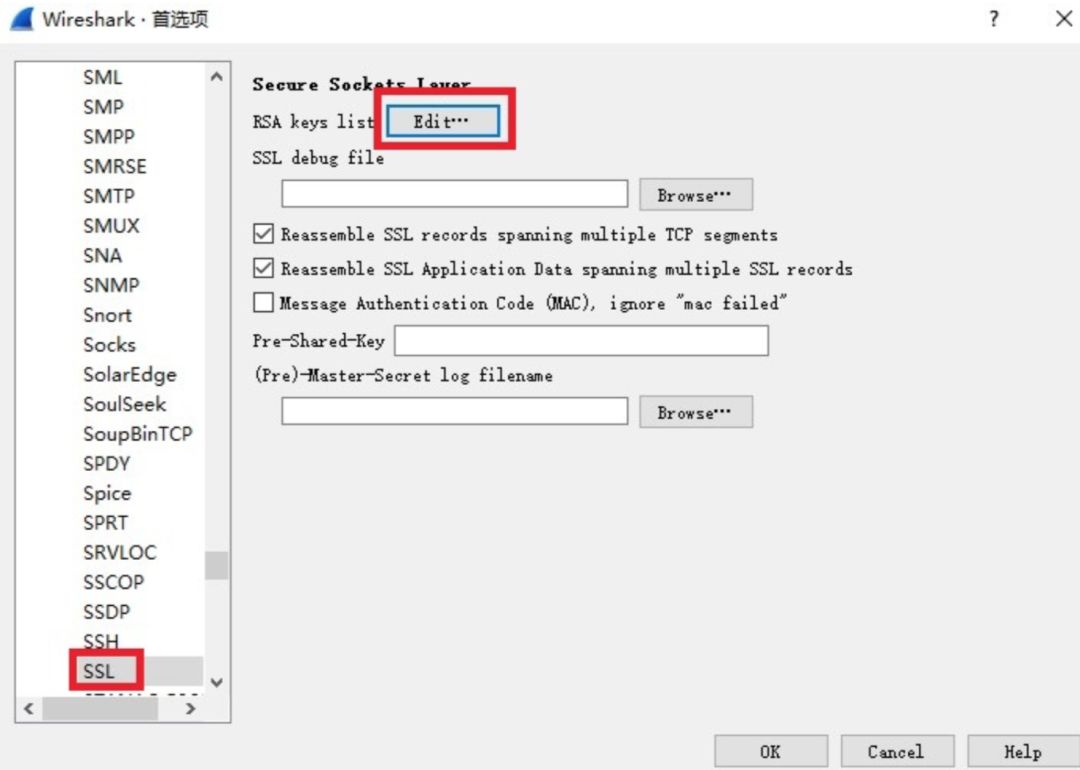 Wireshark · 首选项
?
SML
SMP
SMPP
SMRSE
SMTP
SMUX
SNA
SNMP
Snort
Socks
SolarEdge
SoulSeek
SoupBinTCP
SPDY
Spice
SPRT
SRVLOC
SSCOP
SSDP
SSH
SSL
Secure Sockets Layer
RSA keys list
Edit…
SSL debug file
Browse…
Reassemble SSL records spanning multiple TCP segments
Reassemble SSL Application Data spanning multiple SSL records
Message Authentication Code (MAC), ignore "mac failed"
Pre-Shared-Key
(Pre)-Master-Secret log filename
Browse…
OK
Cancel
Help